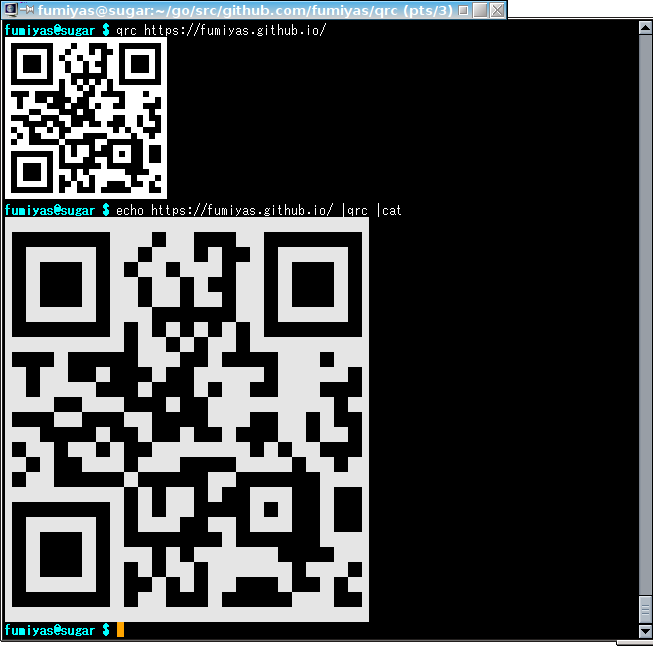 fumiyas@sugar:~/go/src/github.com/fumiyas/qrc (pts/3)
fumiyas@sugar $ qrc https://fumiyas.github.io/
fumiyas@sugar $ echo https://fumiyas.github.io/ |qrc |cat
fumiyas@sugar $